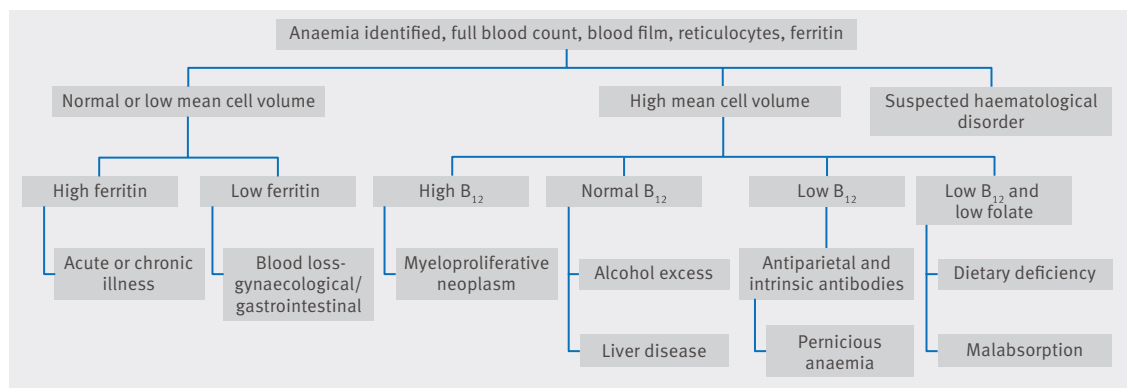 Anaemia identified, full blood count, blood film, reticulocytes, ferritin
Normal or low mean cell volume
High mean cell volume
Suspected haematological
disorder
High ferritin
Low ferritin
High B₁₂
Normal B₁₂
Low B₁₂
Low B₁₂ and
low folate
Acute or chronic
illness
Blood loss-
gynaecological/
gastrointestinal
Myeloproliferative
neoplasm
Alcohol excess
Liver disease
Antiparietal and
intrinsic antibodies
Pernicious
anaemia
Dietary deficiency
Malabsorption